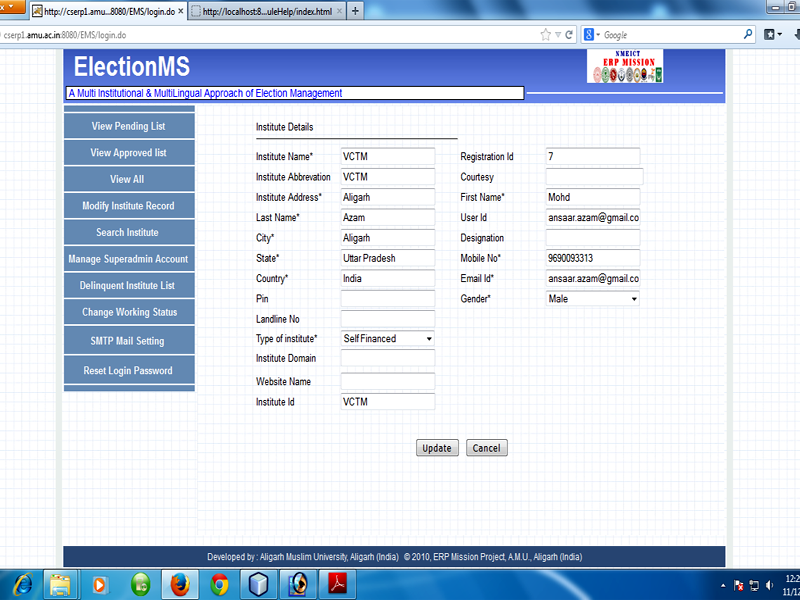 http://cserp1.amu...8080/EMS/login.do × http://localhost:8...uleHelp/index.html × +
cserp1.amu.ac.in:8080/EMS/login.do Google
ElectionMS
NMEICT
ERP MISSION
A Multi Institutional & MultiLingual Approach of Election Management
View Pending List
View Approved list
View All
Modify Institute Record
Search Institute
Manage Superadmin Account
Delinquent Institute List
Change Working Status
SMTP Mail Setting
Reset Login Password
Institute Details
Institute Name* VCTM Registration Id 7
Institute Abbrevation VCTM Courtesy
Institute Address* Aligarh First Name* Mohd
Last Name* Azam User Id ansaar.azam@gmail.co
City* Aligarh Designation
State* Uttar Pradesh Mobile No* 9690093313
Country* India Email Id* ansaar.azam@gmail.co
Pin Gender* Male
Landline No
Type of institute* Self Financed
Institute Domain
Website Name
Institute Id VCTM
Update Cancel
Developed by : Aligarh Muslim University, Aligarh (India) © 2010, ERP Mission Project, A.M.U., Aligarh (India)
12:2
11/12